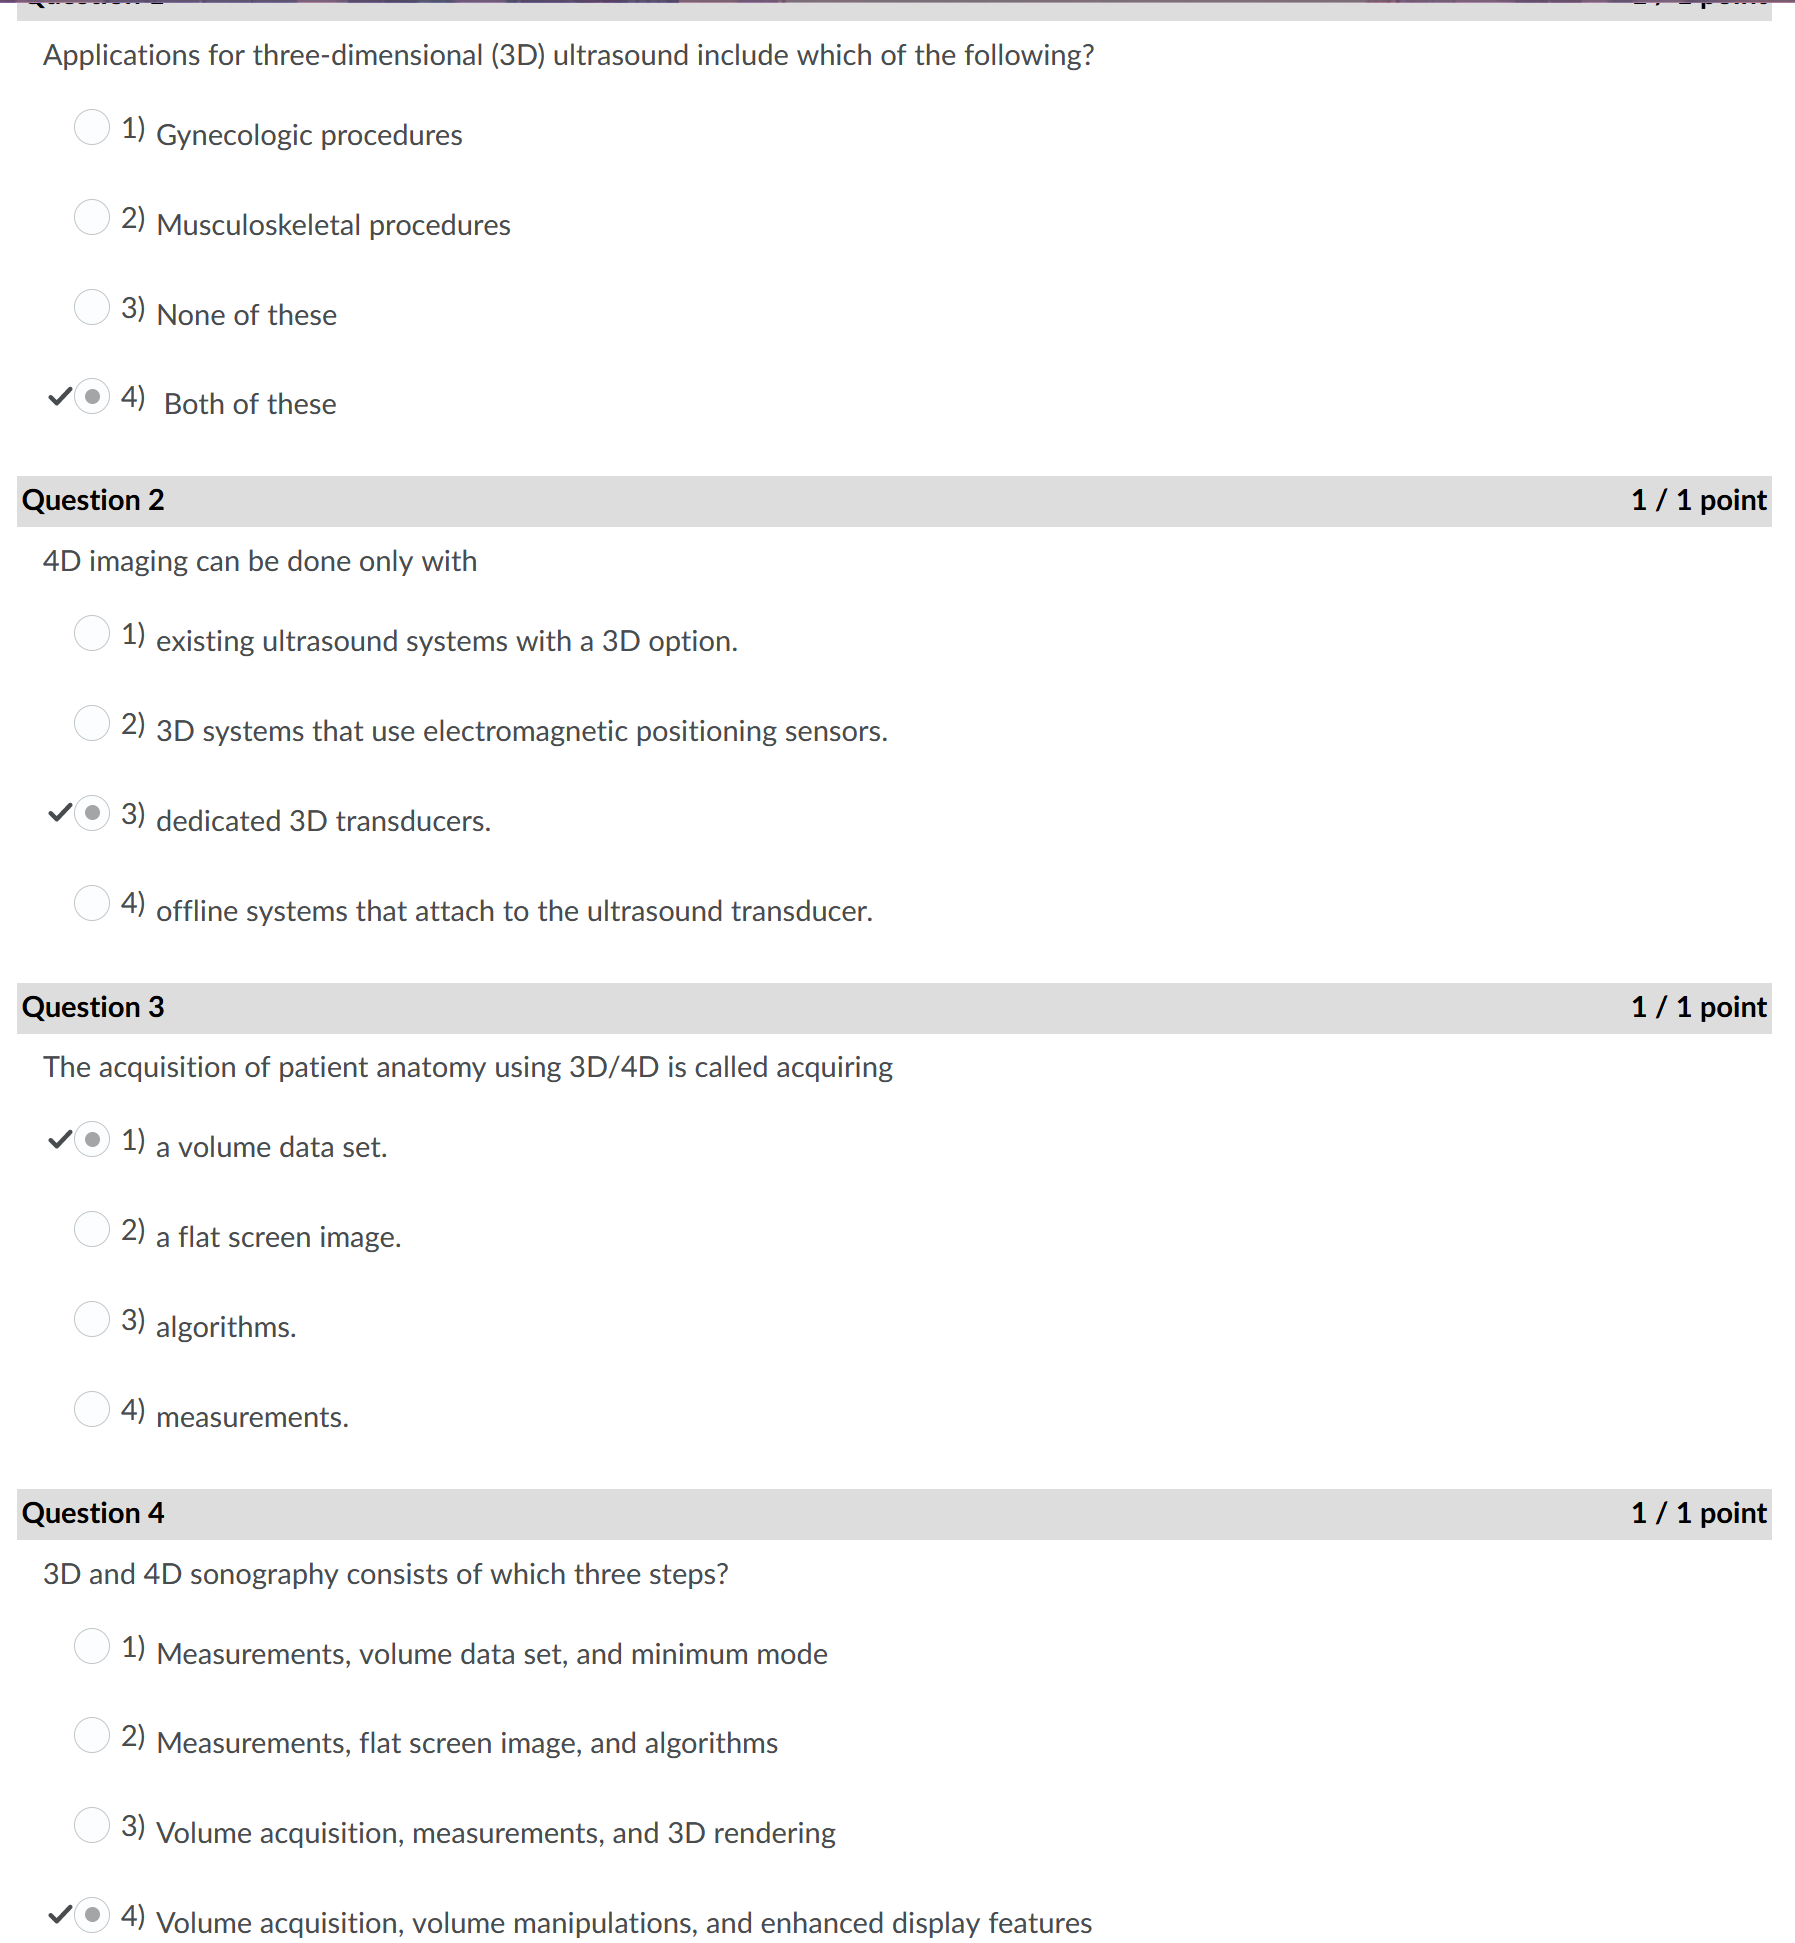 Applications for three-dimensional (3D) ultrasound include which of the following?
1) Gynecologic procedures
2) Musculoskeletal procedures
3) None of these
4) Both of these
Question 2 1 / 1 point
4D imaging can be done only with
1) existing ultrasound systems with a 3D option.
2) 3D systems that use electromagnetic positioning sensors.
3) dedicated 3D transducers.
4) offline systems that attach to the ultrasound transducer.
Question 3 1 / 1 point
The acquisition of patient anatomy using 3D/4D is called acquiring
1) a volume data set.
2) a flat screen image.
3) algorithms.
4) measurements.
Question 4 1 / 1 point
3D and 4D sonography consists of which three steps?
1) Measurements, volume data set, and minimum mode
2) Measurements, flat screen image, and algorithms
3) Volume acquisition, measurements, and 3D rendering
4) Volume acquisition, volume manipulations, and enhanced display features